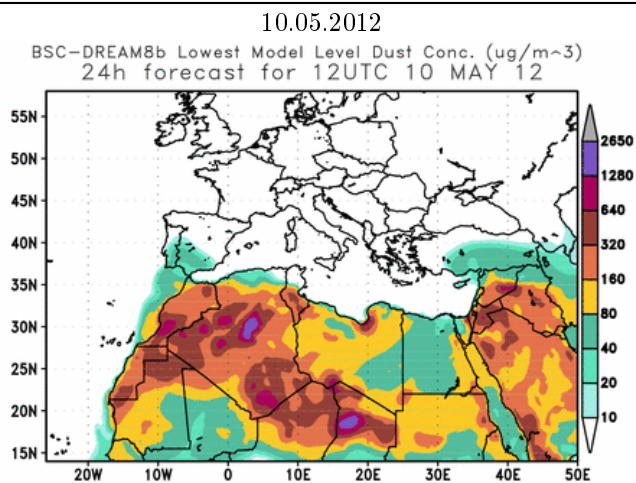 10.05.2012
BSC-DREAM8b Lowest Model Level Dust Conc. (ug/m^3)
24h forecast for 12UTC 10 MAY 12
55N
50N
45N
40N
35N
30N
25N
20N
15N
20W
10W
0
10E
20E
30E
40E
50E
2650
1280
640
320
160
80
40
20
10